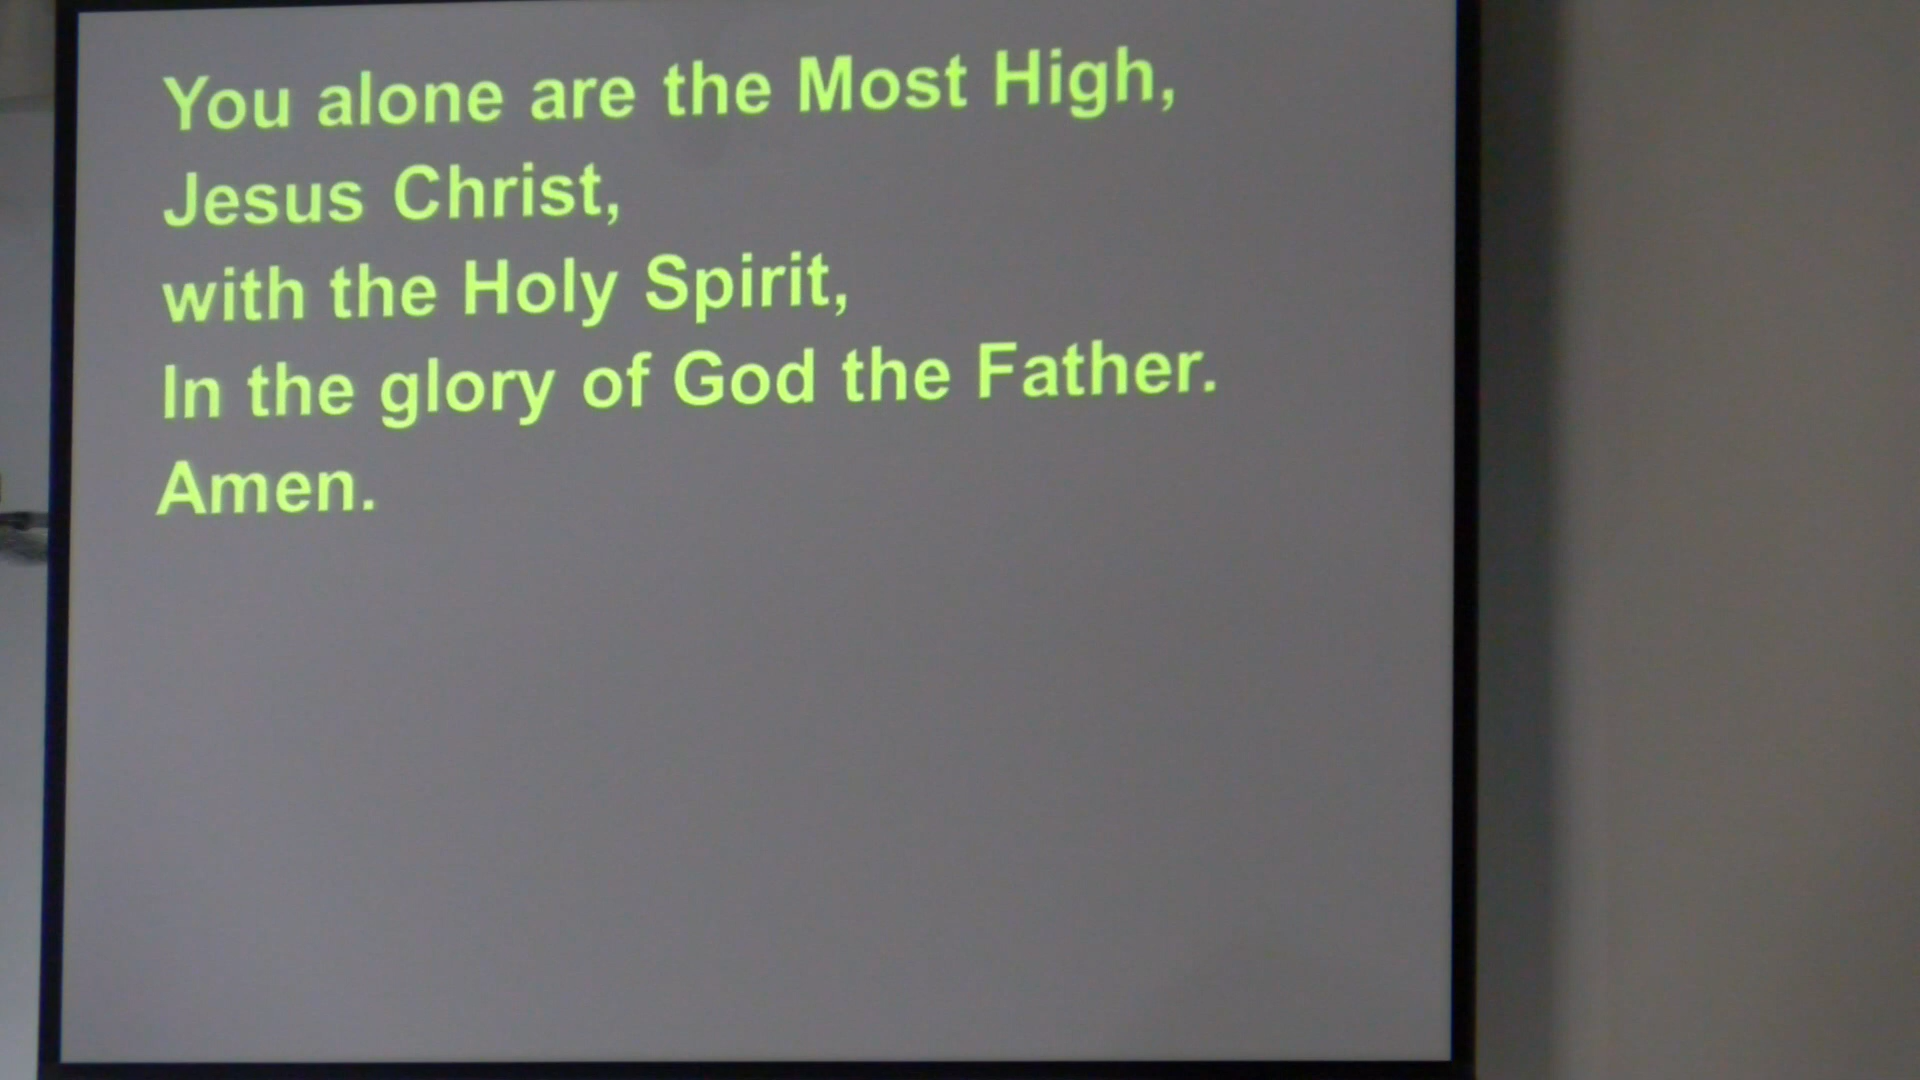 You alone are the Most High,
Jesus Christ,
with the Holy Spirit,
In the glory of God the Father.
Amen.